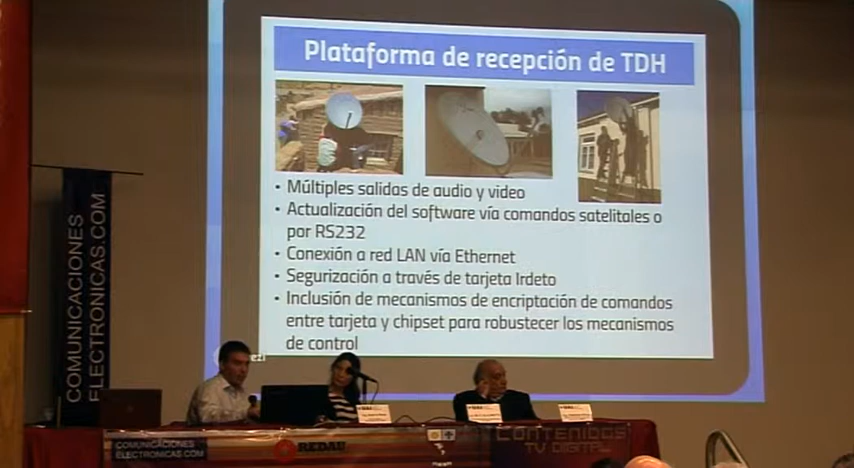 Plataforma de recepción de TDH
• Múltiples salidas de audio y video
• Actualización del software vía comandos satelitales o
por RS232
• Conexión a red LAN vía Ethernet
• Segurización a través de tarjeta Irdeto
• Inclusión de mecanismos de encriptación de comandos
entre tarjeta y chipset para robustecer los mecanismos
de control
COMUNICACIONES
ELECTRONICAS.COM
COMUNICACIONES
ELECTRONICAS.COM
REDAU
CONTENIDOS
TV DIGITAL